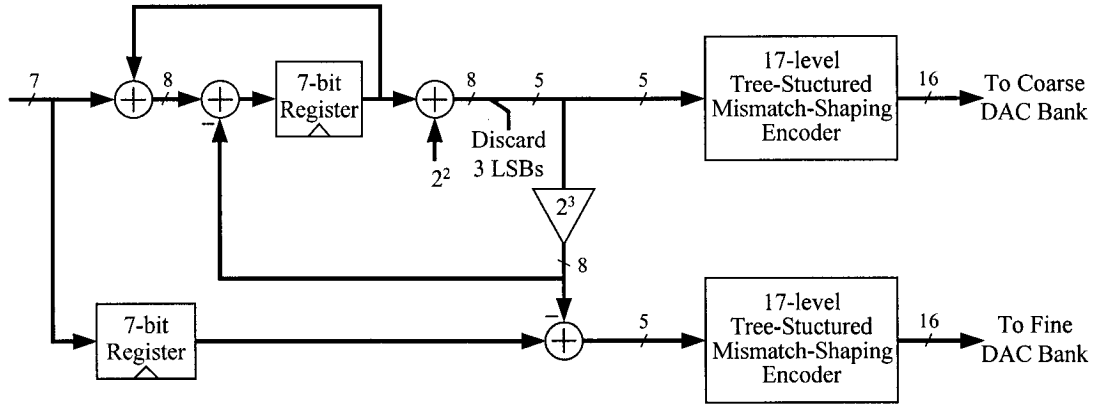 7
8
7-bit
Register
8
5
5
17-level
Tree-Stuctured
Mismatch-Shaping
Encoder
16
To Coarse
DAC Bank
+
+
+
−
2²
Discard
3 LSBs
2³
8
7-bit
Register
−
+
5
17-level
Tree-Stuctured
Mismatch-Shaping
Encoder
16
To Fine
DAC Bank